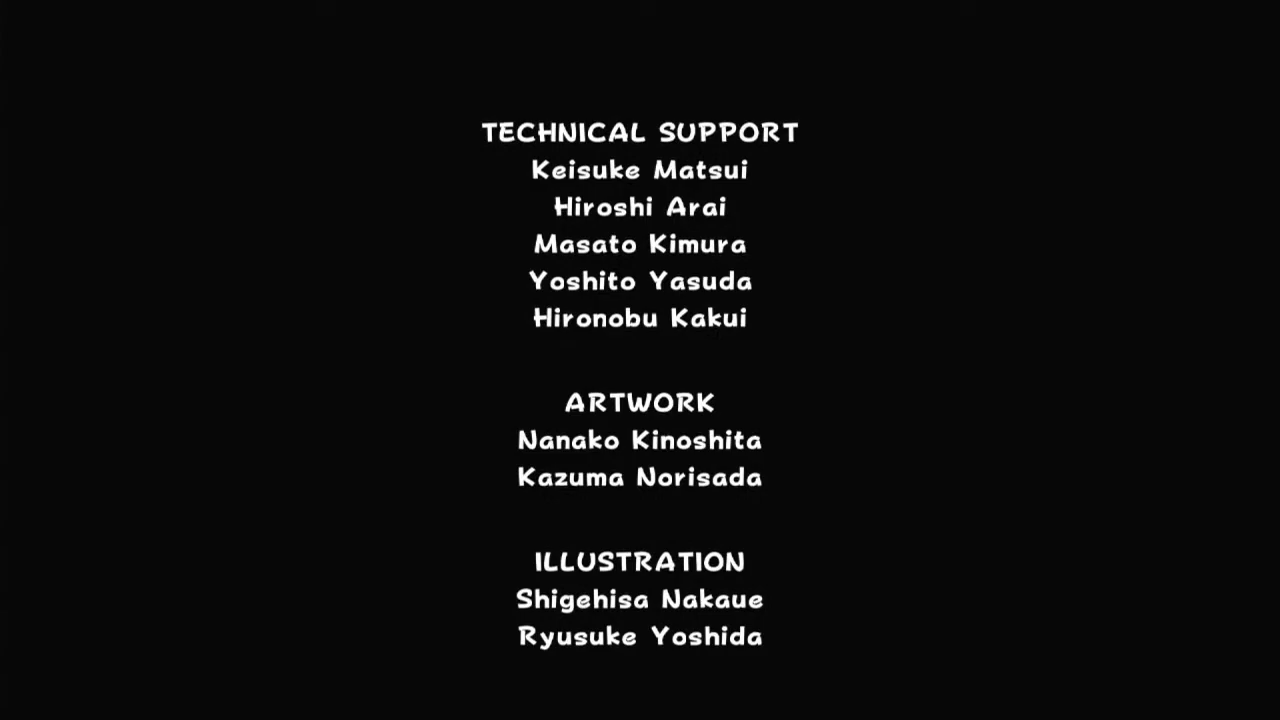 TECHNICAL SUPPORT
Keisuke Matsui
Hiroshi Arai
Masato Kimura
Yoshito Yasuda
Hironobu Kakui
ARTWORK
Nanako Kinoshita
Kazuma Norisada
ILLUSTRATION
Shigehisa Nakaue
Ryusuke Yoshida